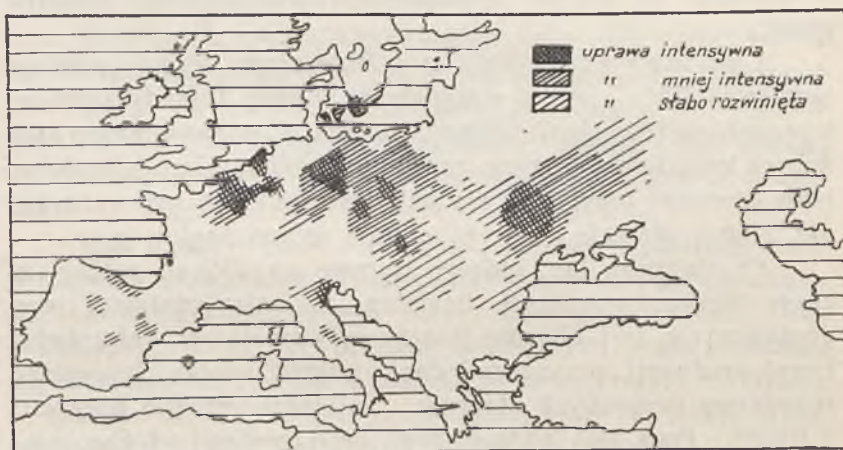 uprawa intensywna
" mniej intensywna
" słabo rozwinięta